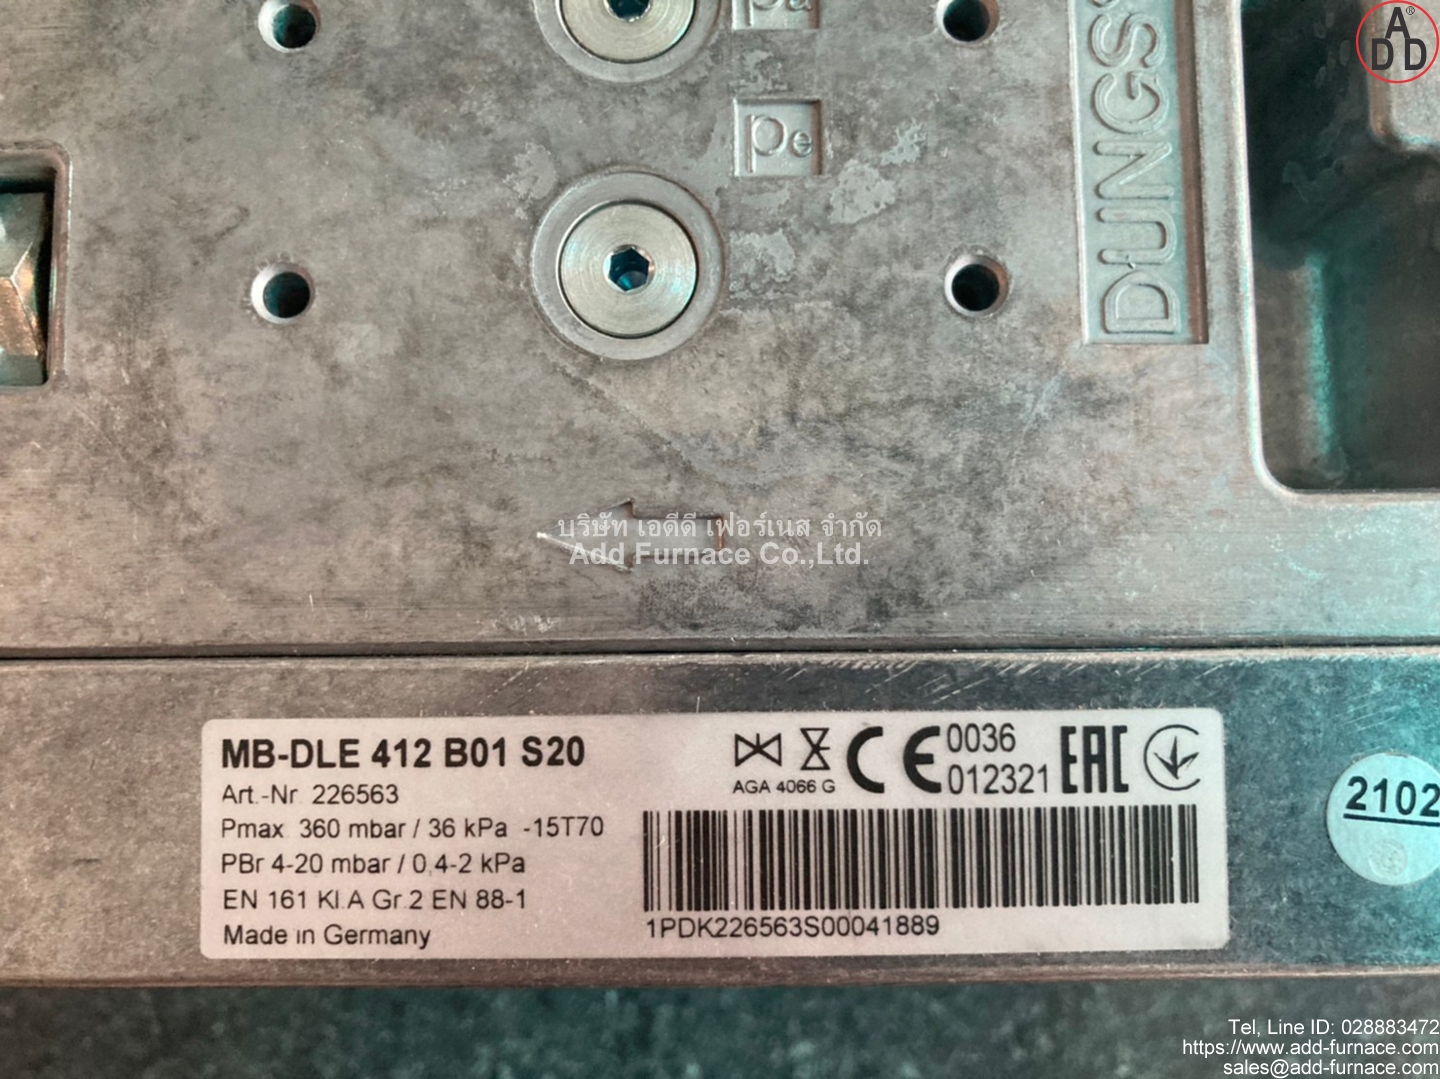 Pa
Pe
DUNGS
ADD®
บริษัท เอดีดี เฟอร์เนส จำกัด
Add Furnace Co.,Ltd.
MB-DLE 412 B01 S20
Art.-Nr. 226563
Pmax 360 mbar / 36 kPa -15T70
PBr 4-20 mbar / 0,4-2 kPa
EN 161 Kl.A Gr.2 EN 88-1
Made in Germany
AGA 4066 G
CE 0036
012321
EAC
1PDK226563S00041889
2102
Tel, Line ID: 028883472
https://www.add-furnace.com
sales@add-furnace.com